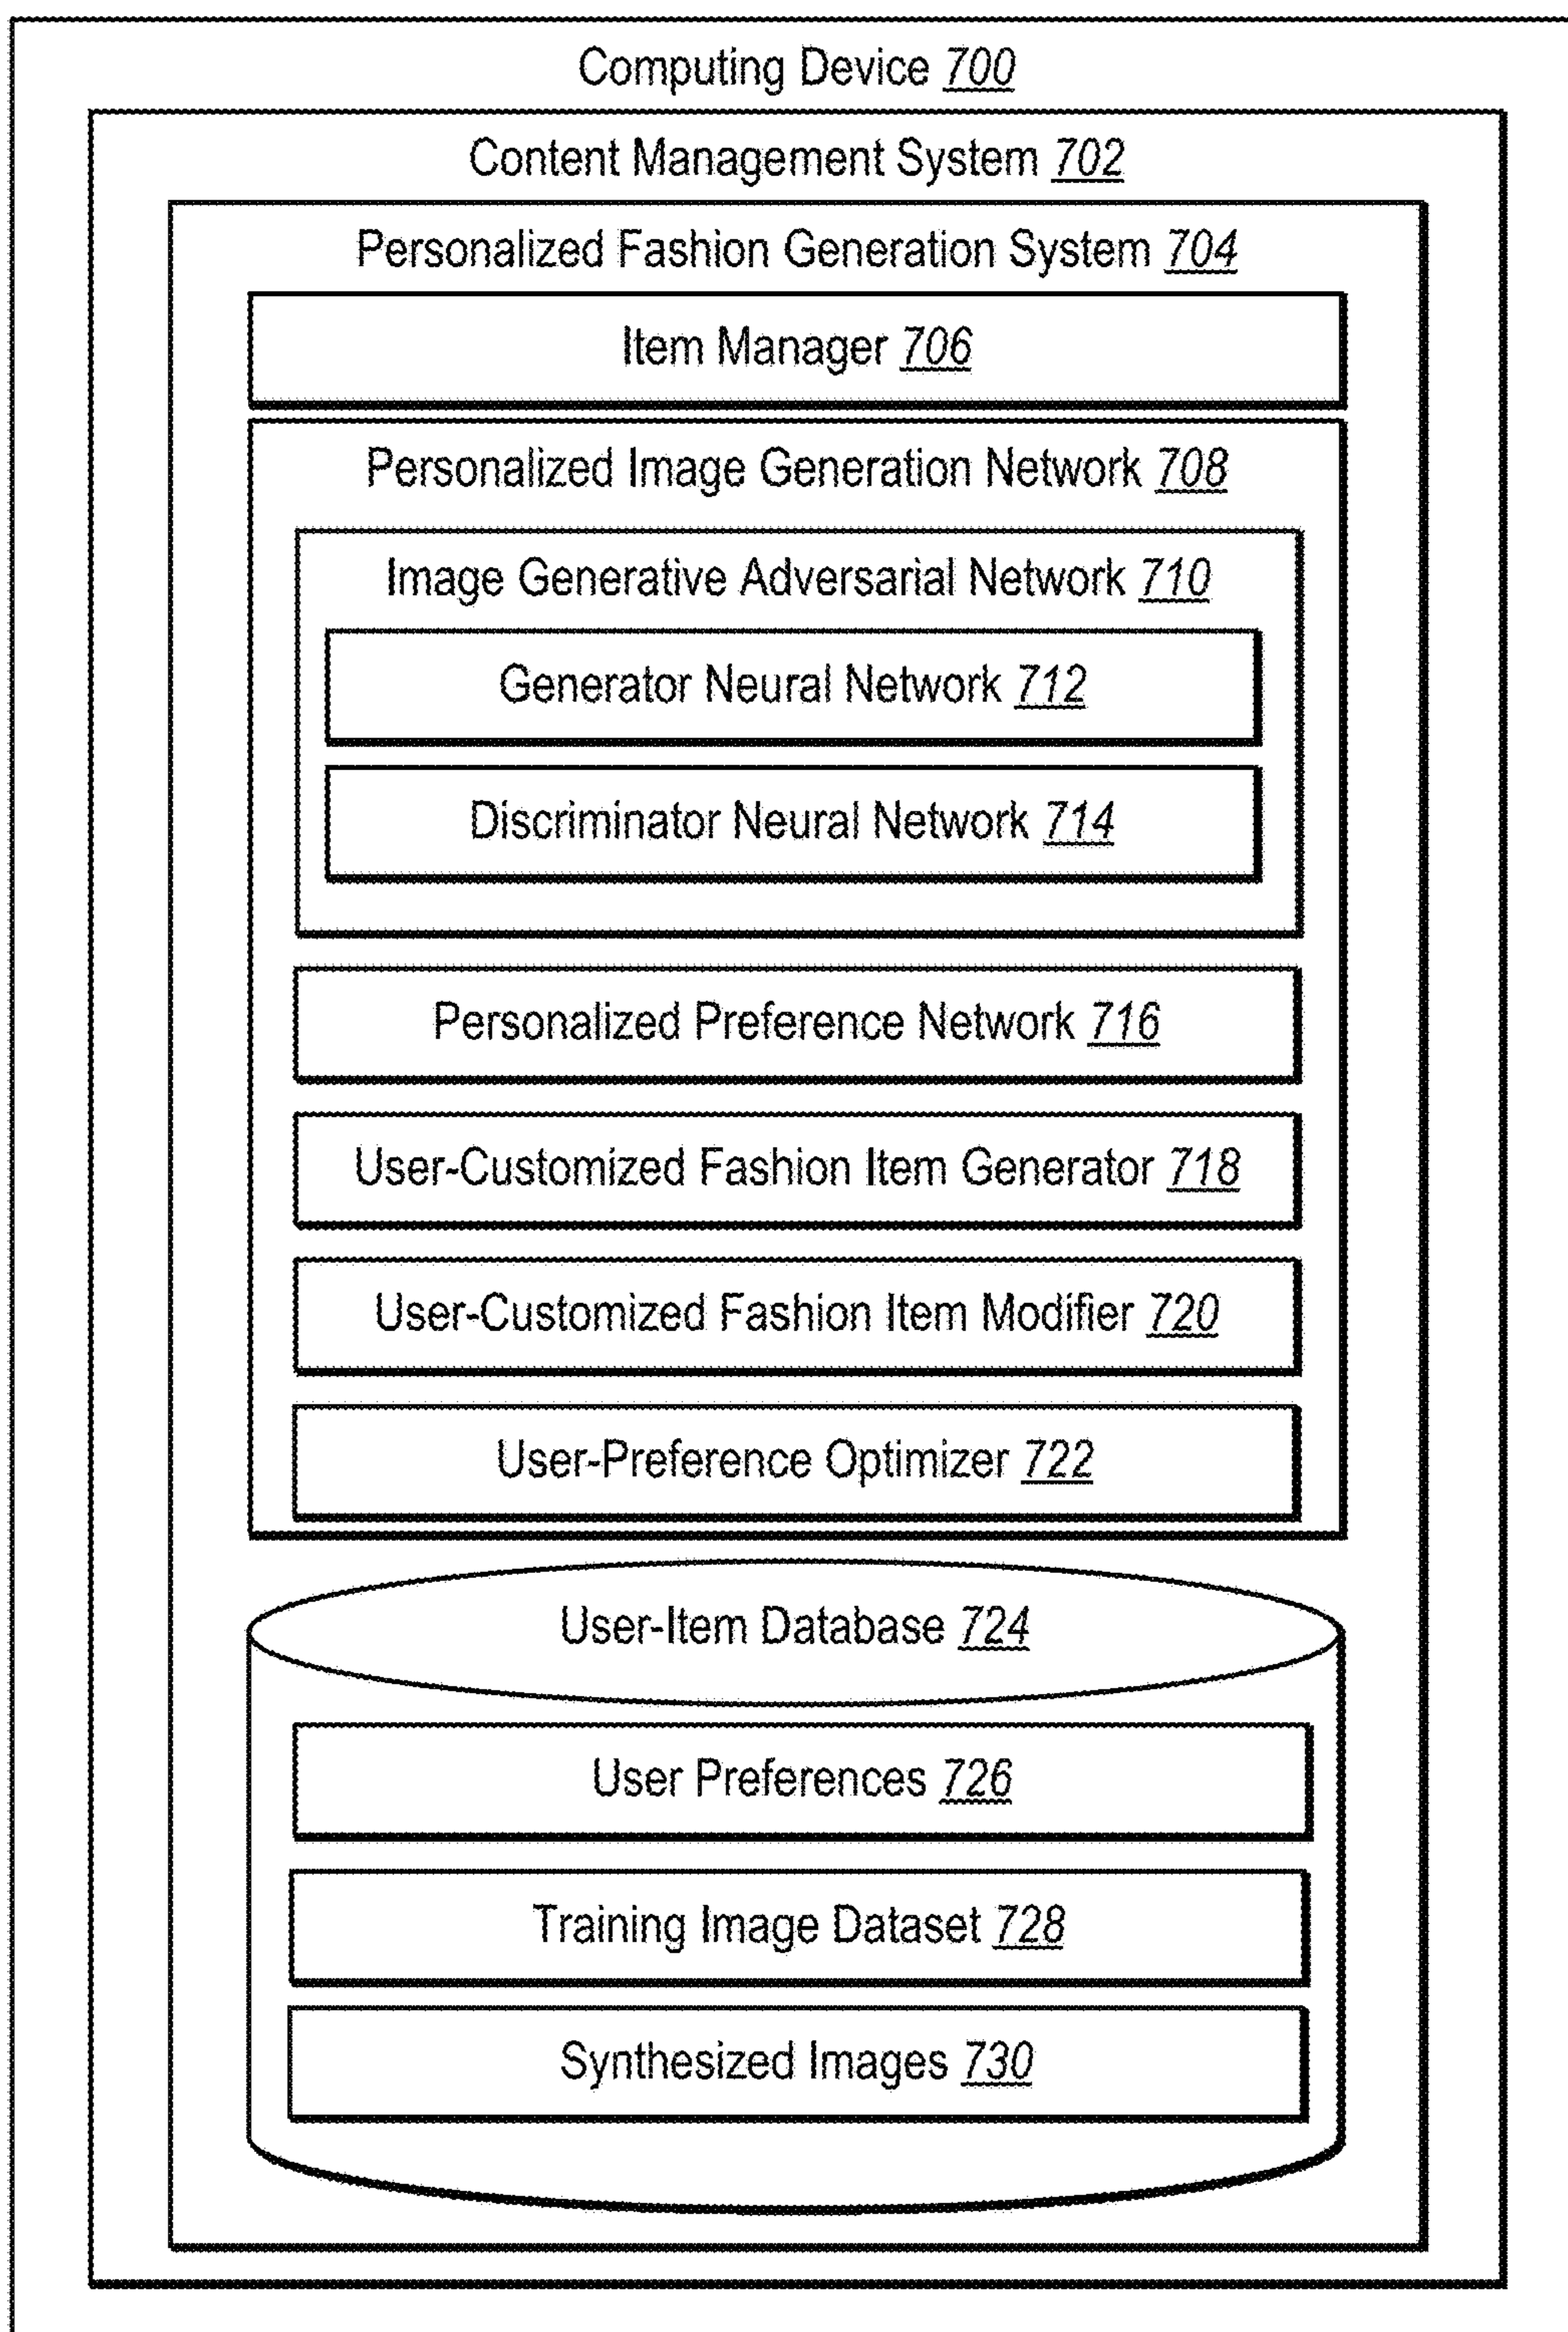 Computing Device 700
Content Management System 702
Personalized Fashion Generation System 704
Item Manager 706
Personalized Image Generation Network 708
Image Generative Adversarial Network 710
Generator Neural Network 712
Discriminator Neural Network 714
Personalized Preference Network 716
User-Customized Fashion Item Generator 718
User-Customized Fashion Item Modifier 720
User-Preference Optimizer 722
User-Item Database 724
User Preferences 726
Training Image Dataset 728
Synthesized Images 730